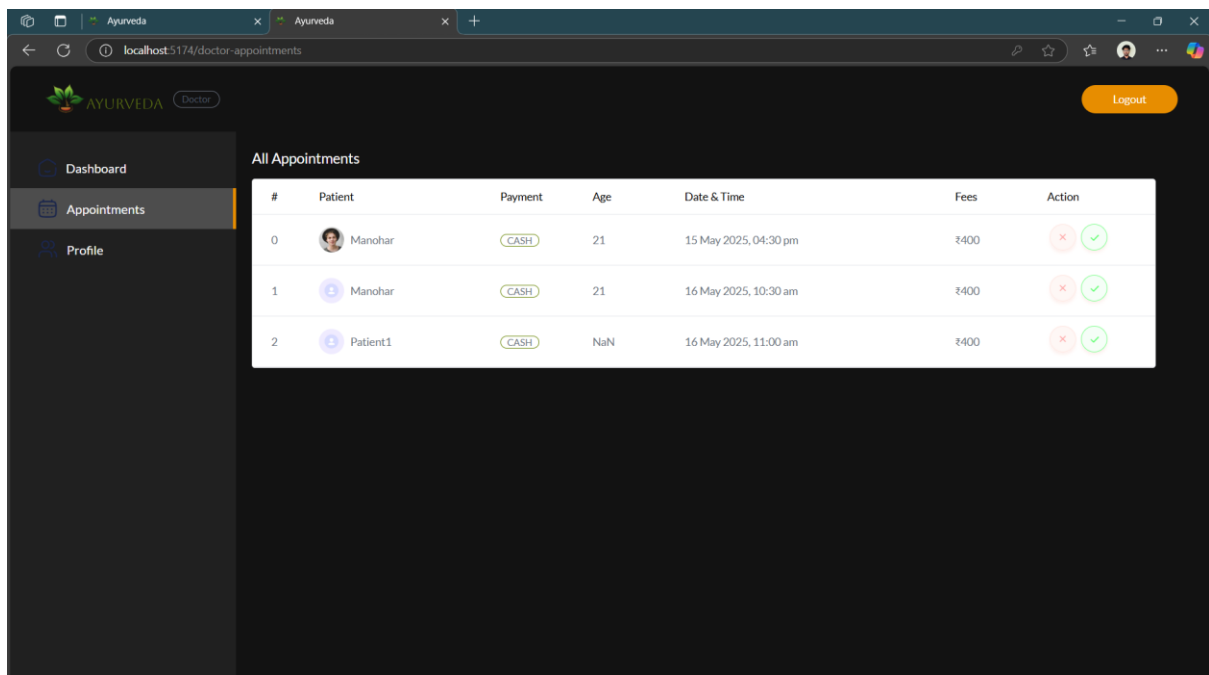 Ayurveda
Ayurveda
localhost:5174/doctor-appointments
AYURVEDA Doctor
Logout
Dashboard
Appointments
Profile
All Appointments
# Patient Payment Age Date & Time Fees Action
0 Manohar CASH 21 15 May 2025, 04:30 pm ₹400
1 Manohar CASH 21 16 May 2025, 10:30 am ₹400
2 Patient1 CASH NaN 16 May 2025, 11:00 am ₹400